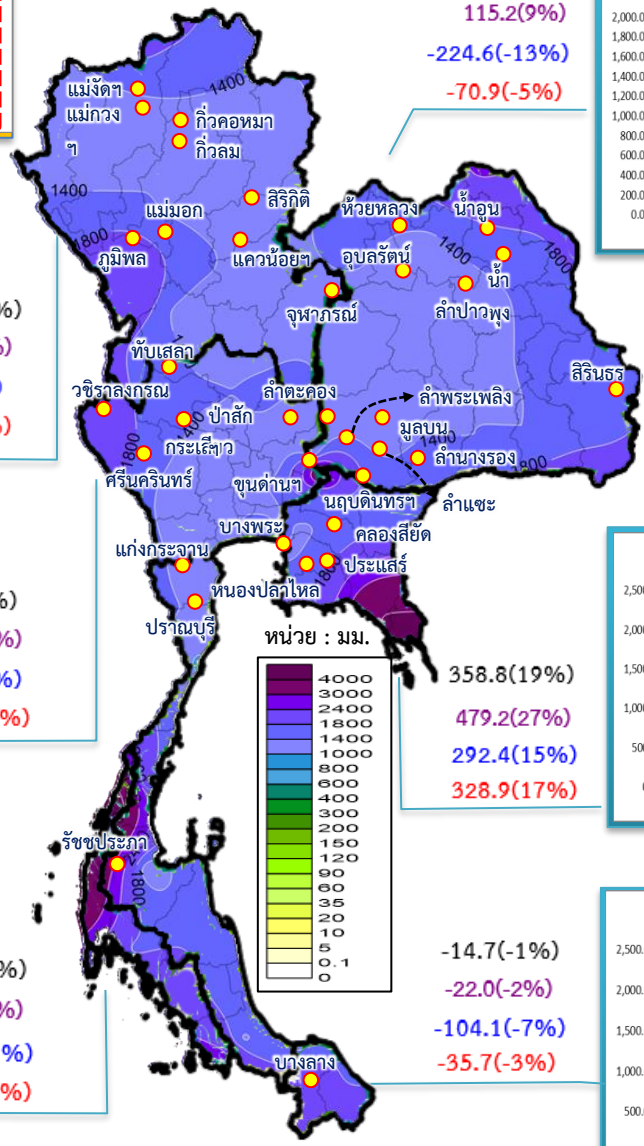 115.2(9%)
-224.6(-13%)
-70.9(-5%)
2,000.0
1,800.0
1,600.0
1,400.0
1,200.0
1,000.0
800.0
600.0
400.0
200.0
0.0
แม่งัดฯ
แม่กวง
ฯ
1400
กิ่วคอหมา
กิ่วลม
1400
สิริกิติ
แม่มอก
1800
ภูมิพล
แควน้อยฯ
ห้วยหลวง
น้ำอูน
1400
1800
อุบลรัตน์
น้ำ
ลำปาว
พุง
จุฬาภรณ์
%)
%)
)
%)
ทับเสลา
สิรินธร
วชิราลงกรณ
ลำตะคอง
ลำพระเพลิง
ป่าสัก
1400
มูลบน
1400
กระเสียว
1800
ลำนางรอง
1800
ศรีนครินทร์
ขุนด่านฯ
ลำแซะ
นฤบดินทรฯ
บางพระ
คลองสียัด
แก่งกระจาน
ประแสร์
1800
หนองปลาไหล
ปราณบุรี
%)
%)
%)
%)
2,500.
2,000.
1,500.
1,000.
500.
0.
หน่วย : มม.
4000
3000
2400
1800
1400
1000
800
600
400
300
200
150
120
90
60
35
20
10
5
0.1
0
358.8(19%)
479.2(27%)
292.4(15%)
328.9(17%)
รัชชประภา
1800
%)
%)
%)
%)
-14.7(-1%)
-22.0(-2%)
-104.1(-7%)
-35.7(-3%)
2,500.
2,000.
1,500.
1,000.
500.
บางลาง